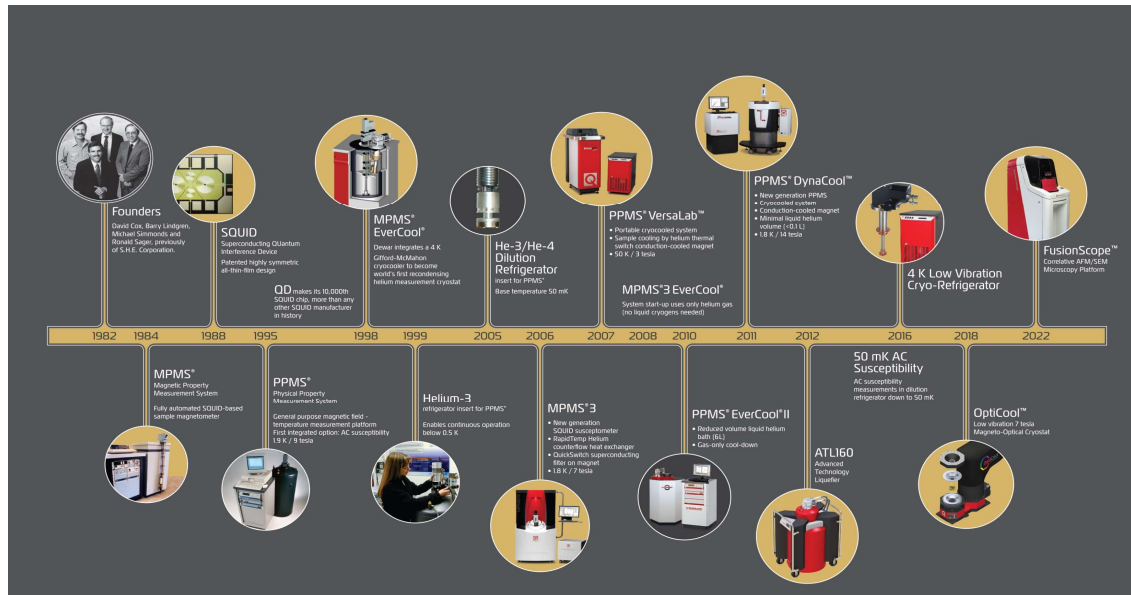 Founders
David Cox, Barry Lindgren,
Michael Simmonds and
Ronald Sager, previously
of S.H.E. Corporation.
SQUID
Superconducting QUantum
Interference Device
Patented highly symmetric
all-thin-film design
QD makes its 10,000th
SQUID chip, more than any
other SQUID manufacturer
in history
MPMS®
EverCool®
Dewar integrates a 4 K
Gifford-McMahon
cryocooler to become
world's first recondensing
helium measurement cryostat
He-3/He-4
Dilution
Refrigerator
insert for PPMS®
Base temperature 50 mK
PPMS® VersaLab™
• Portable cryocooled system
• Sample cooling by helium thermal
switch conduction-cooled magnet
• 50 K / 3 tesla
MPMS®3 EverCool®
System start-up uses only helium gas
(no liquid cryogens needed)
PPMS® DynaCool™
• New generation PPMS
• Cryocooled system
• Conduction-cooled magnet
• Minimal liquid helium
volume (<0.1 L)
• 1.8 K / 14 tesla
4 K Low Vibration
Cryo-Refrigerator
FusionScope™
Correlative AFM/SEM
Microscopy Platform
1982 1984 1988 1995 1998 1999 2005 2006 2007 2008 2010 2011 2012 2016 2018 2022
MPMS®
Magnetic Property
Measurement System
Fully automated SQUID-based
sample magnetometer
PPMS®
Physical Property
Measurement System
General purpose magnetic field -
temperature measurement platform
First integrated option: AC susceptibility
1.9 K / 9 tesla
Helium-3
refrigerator insert for PPMS®
Enables continuous operation
below 0.5 K
MPMS®3
• New generation
SQUID susceptometer
• RapidTemp Helium
counterflow heat exchanger
• QuickSwitch superconducting
filter on magnet
• 1.8 K / 7 tesla
PPMS® EverCool® II
• Reduced volume liquid helium
bath (6L)
• Gas-only cool-down
ATL160
Advanced
Technology
Liquefier
50 mK AC
Susceptibility
AC susceptibility
measurements in dilution
refrigerator down to 50 mK
OptiCool™
Low vibration 7 tesla
Magneto-Optical Cryostat